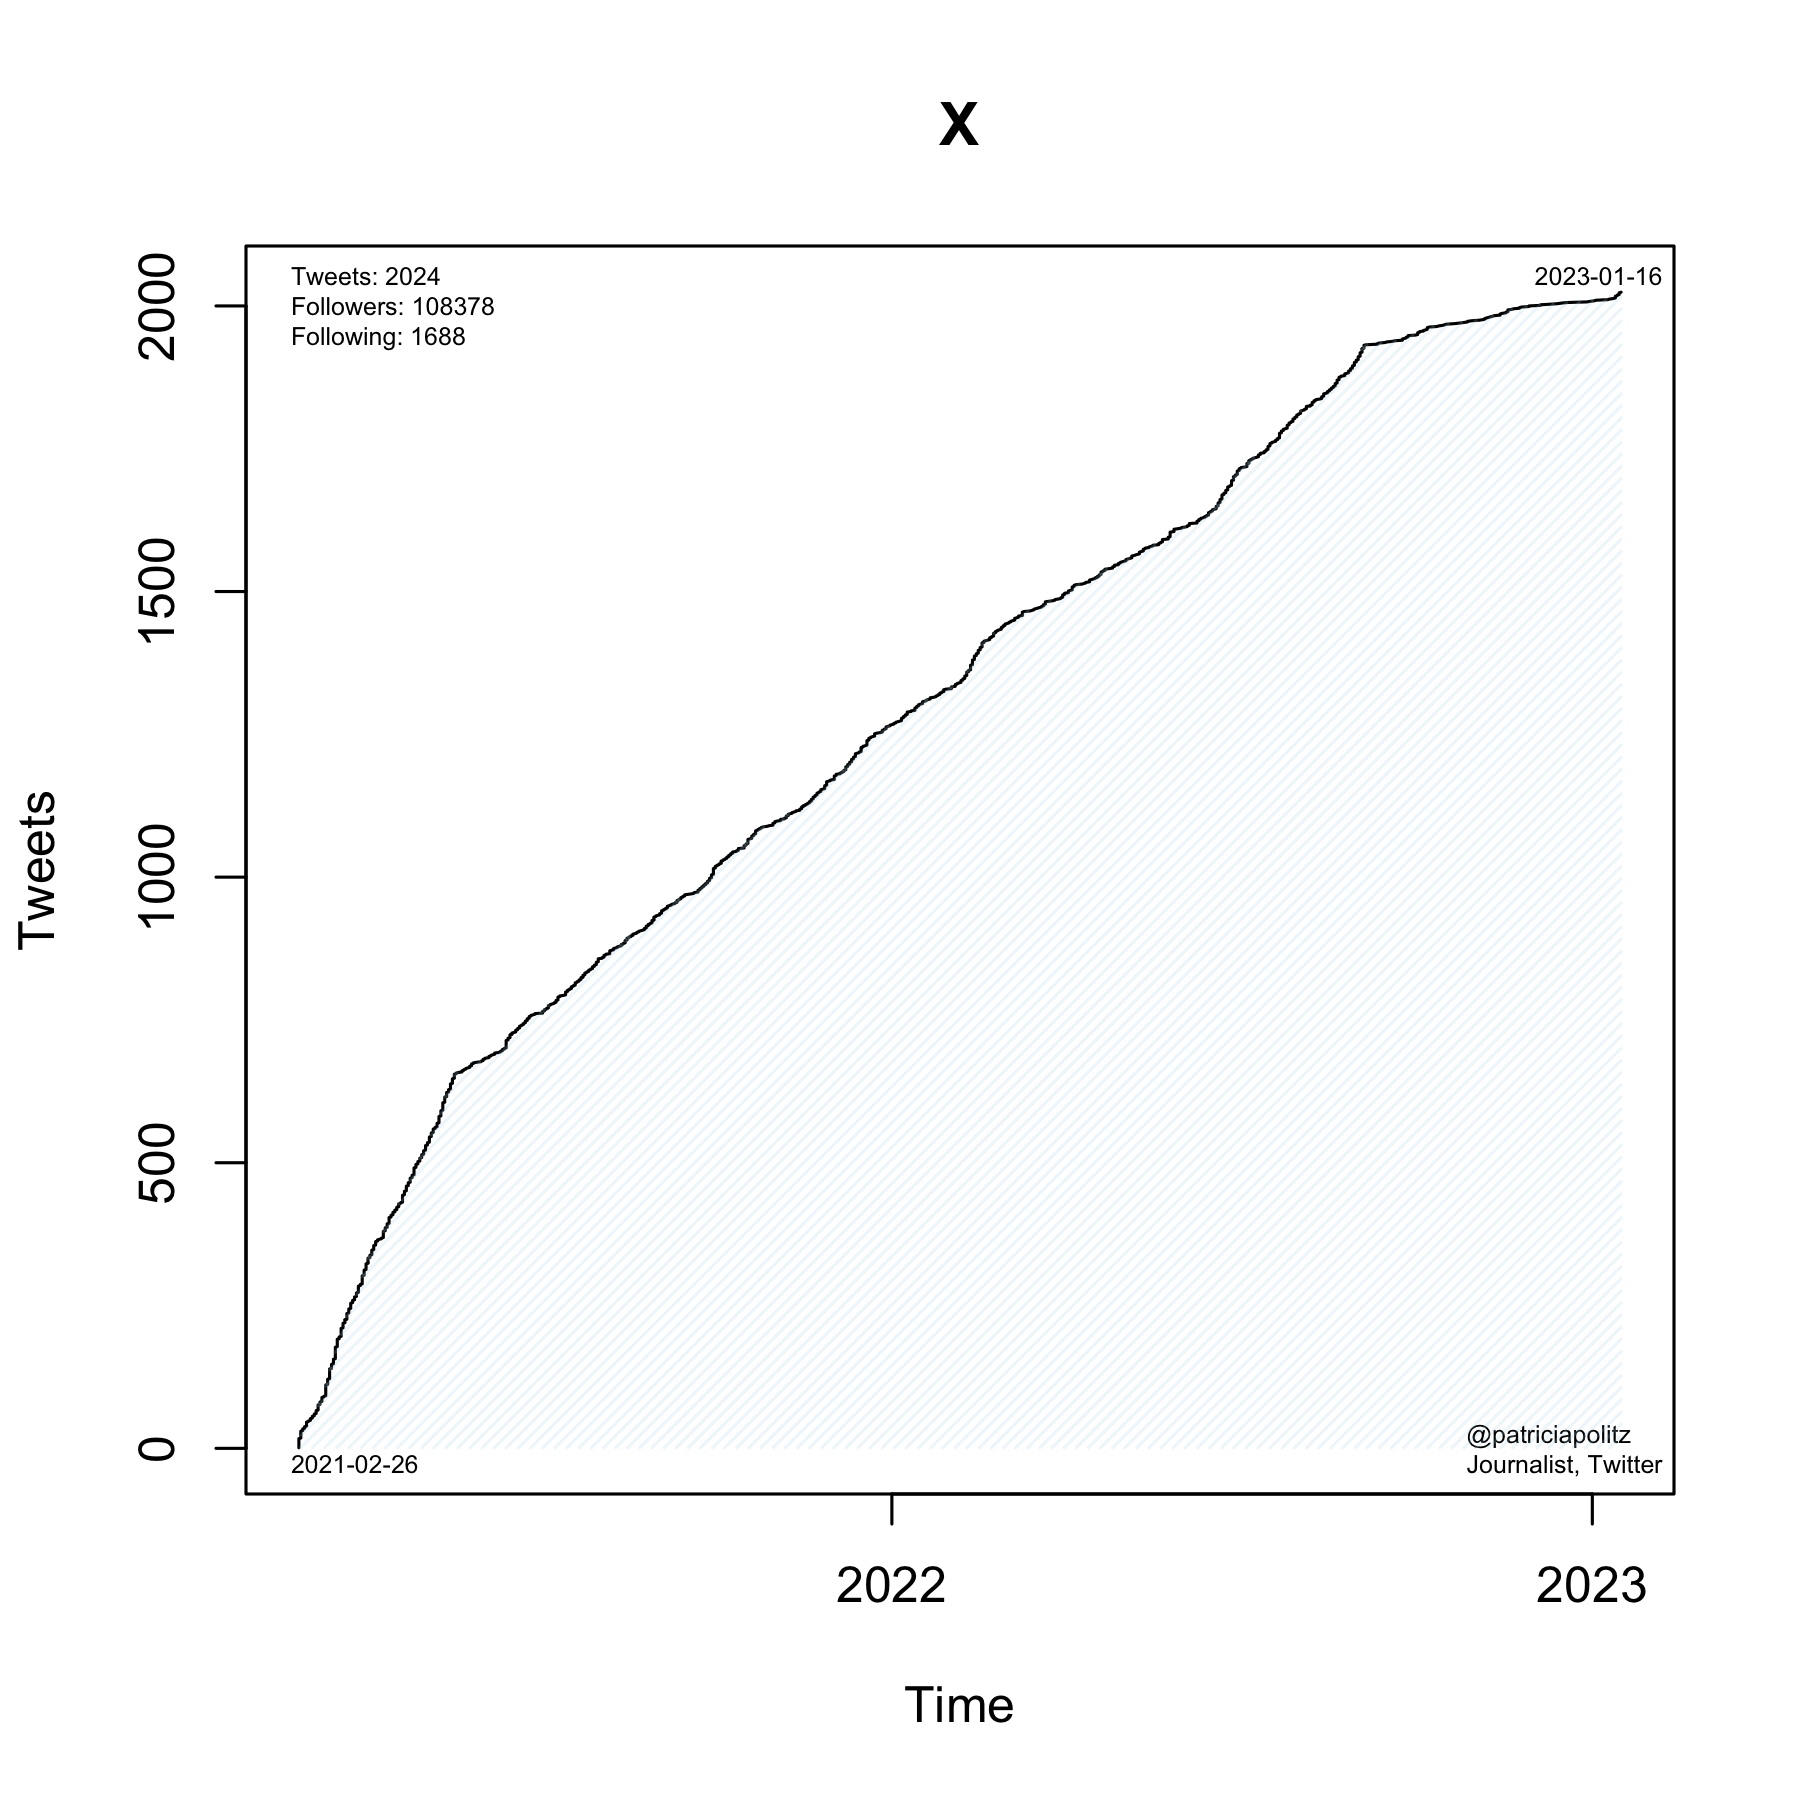 X
Tweets: 2024
Followers: 108378
Following: 1688
2023-01-16
2000
1500
1000
500
0
Tweets
2021-02-26
@patriciapolitz
Journalist, Twitter
2022
2023
Time